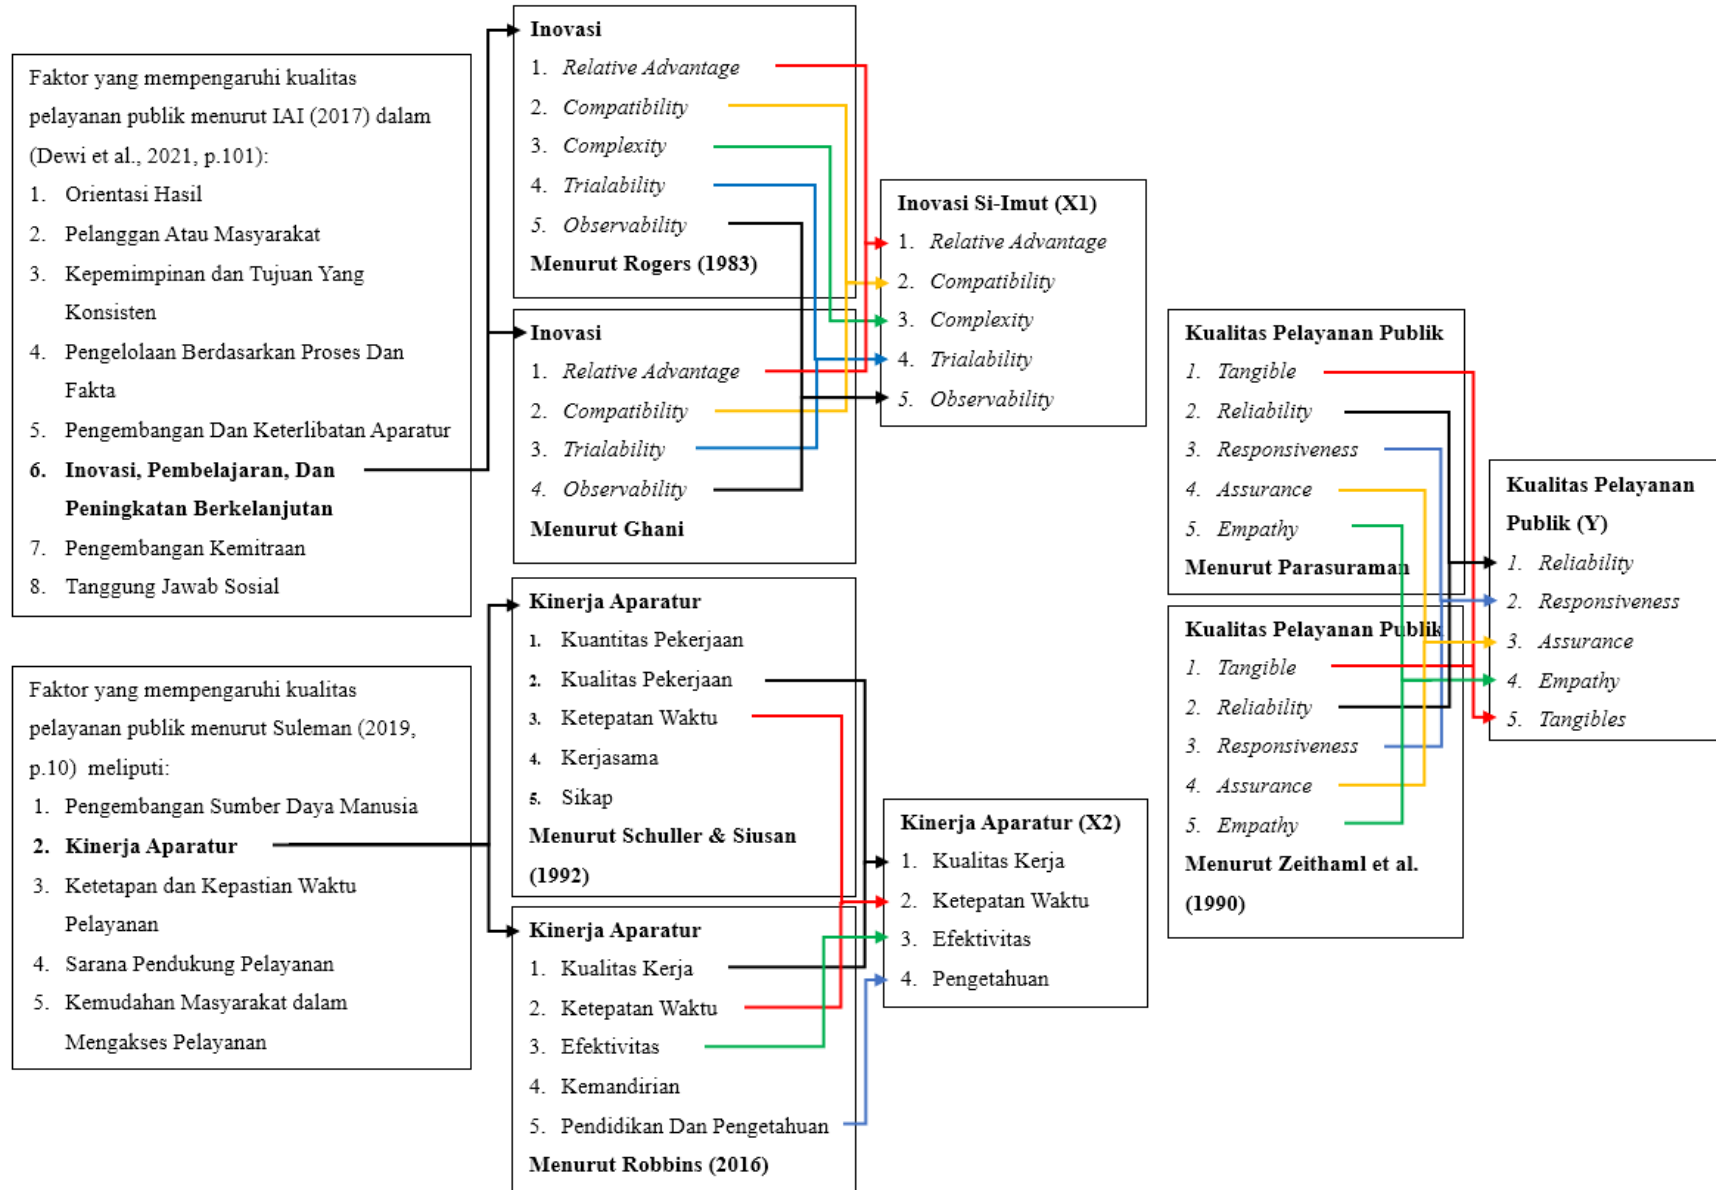 Faktor yang mempengaruhi kualitas
pelayanan publik menurut IAI (2017) dalam
(Dewi et al., 2021, p.101):
1. Orientasi Hasil
2. Pelanggan Atau Masyarakat
3. Kepemimpinan dan Tujuan Yang
Konsisten
4. Pengelolaan Berdasarkan Proses Dan
Fakta
5. Pengembangan Dan Keterlibatan Aparatur
6. Inovasi, Pembelajaran, Dan
Peningkatan Berkelanjutan
7. Pengembangan Kemitraan
8. Tanggung Jawab Sosial
Faktor yang mempengaruhi kualitas
pelayanan publik menurut Suleman (2019,
p.10) meliputi:
1. Pengembangan Sumber Daya Manusia
2. Kinerja Aparatur
3. Ketetapan dan Kepastian Waktu
Pelayanan
4. Sarana Pendukung Pelayanan
5. Kemudahan Masyarakat dalam
Mengakses Pelayanan
Inovasi
1. Relative Advantage
2. Compatibility
3. Complexity
4. Trialability
5. Observability
Menurut Rogers (1983)
Inovasi
1. Relative Advantage
2. Compatibility
3. Trialability
4. Observability
Menurut Ghani
Kinerja Aparatur
1. Kuantitas Pekerjaan
2. Kualitas Pekerjaan
3. Ketepatan Waktu
4. Kerjasama
5. Sikap
Menurut Schuller & Siusan
(1992)
Kinerja Aparatur
1. Kualitas Kerja
2. Ketepatan Waktu
3. Efektivitas
4. Kemandirian
5. Pendidikan Dan Pengetahuan
Menurut Robbins (2016)
Inovasi Si-Imut (X1)
1. Relative Advantage
2. Compatibility
3. Complexity
4. Trialability
5. Observability
Kinerja Aparatur (X2)
1. Kualitas Kerja
2. Ketepatan Waktu
3. Efektivitas
4. Pengetahuan
Kualitas Pelayanan Publik
1. Tangible
2. Reliability
3. Responsiveness
4. Assurance
5. Empathy
Menurut Parasuraman
Kualitas Pelayanan Publik
1. Tangible
2. Reliability
3. Responsiveness
4. Assurance
5. Empathy
Menurut Zeithaml et al.
(1990)
Kualitas Pelayanan
Publik (Y)
1. Reliability
2. Responsiveness
3. Assurance
4. Empathy
5. Tangibles